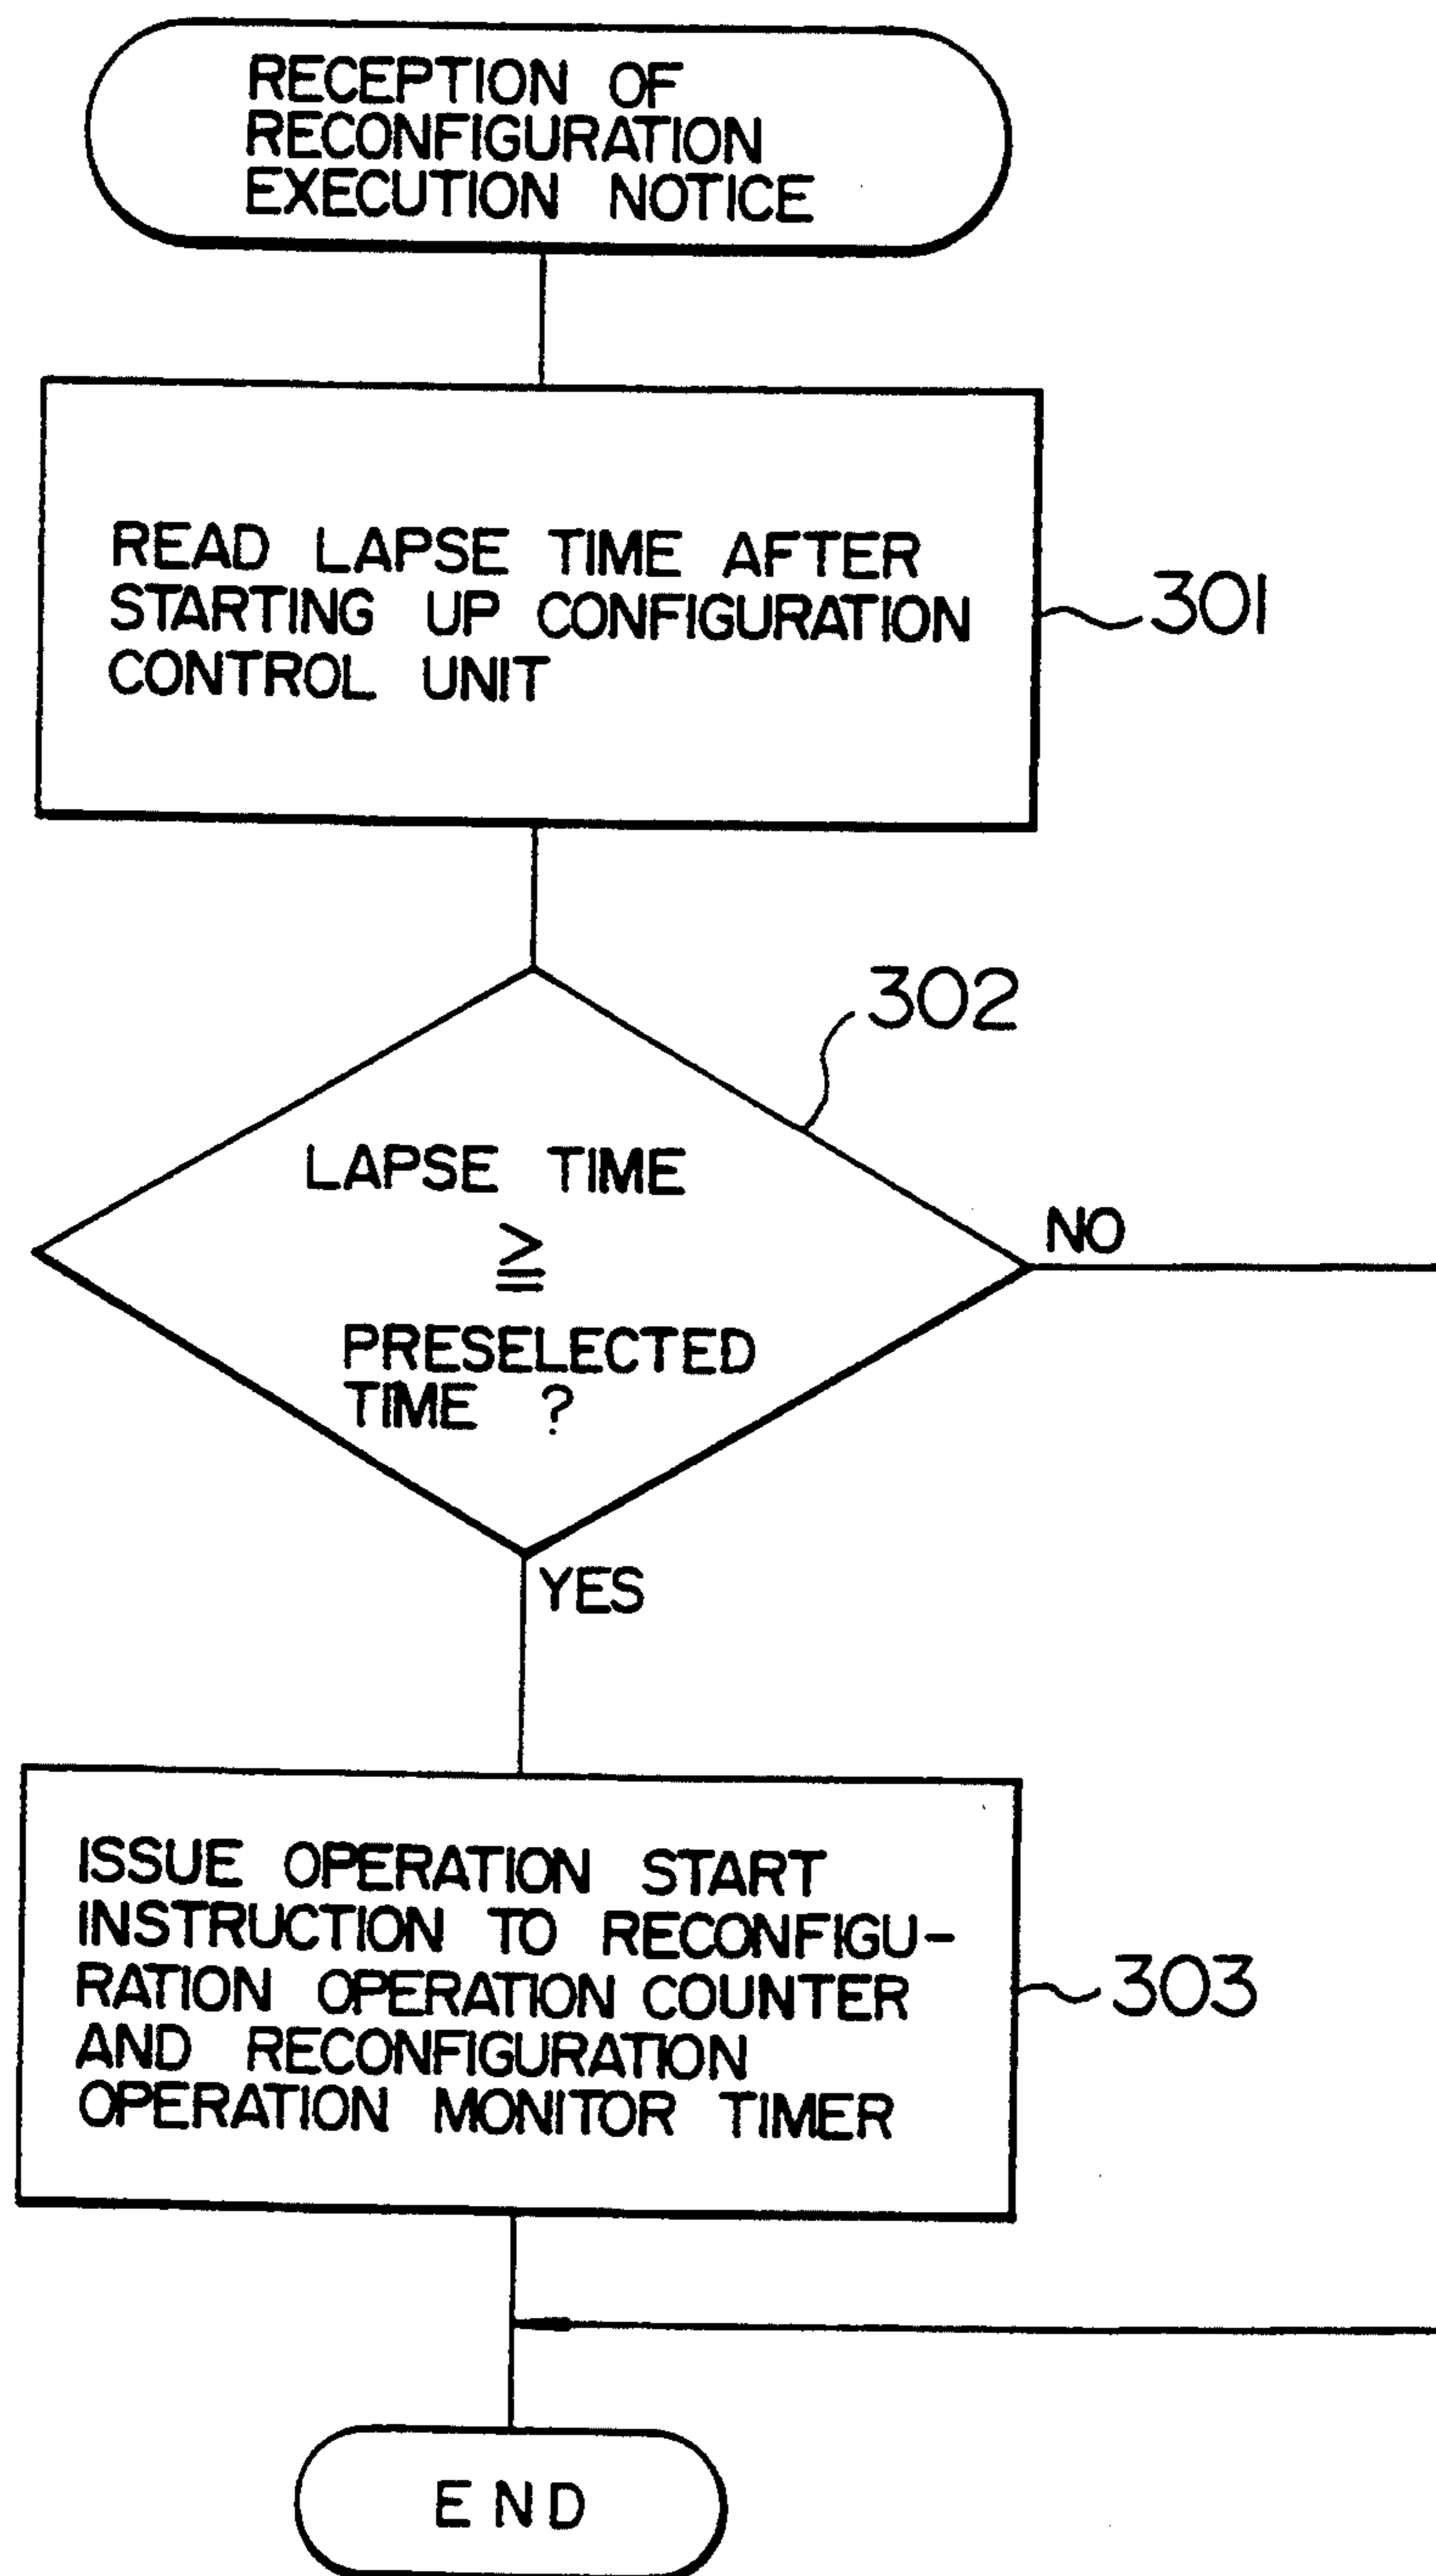 RECEPTION OF
RECONFIGURATION
EXECUTION NOTICE
READ LAPSE TIME AFTER
STARTING UP CONFIGURATION
CONTROL UNIT
301
302
LAPSE TIME
≧
PRESELECTED
TIME ?
NO
YES
ISSUE OPERATION START
INSTRUCTION TO RECONFIGU-
RATION OPERATION COUNTER
AND RECONFIGURATION
OPERATION MONITOR TIMER
303
END